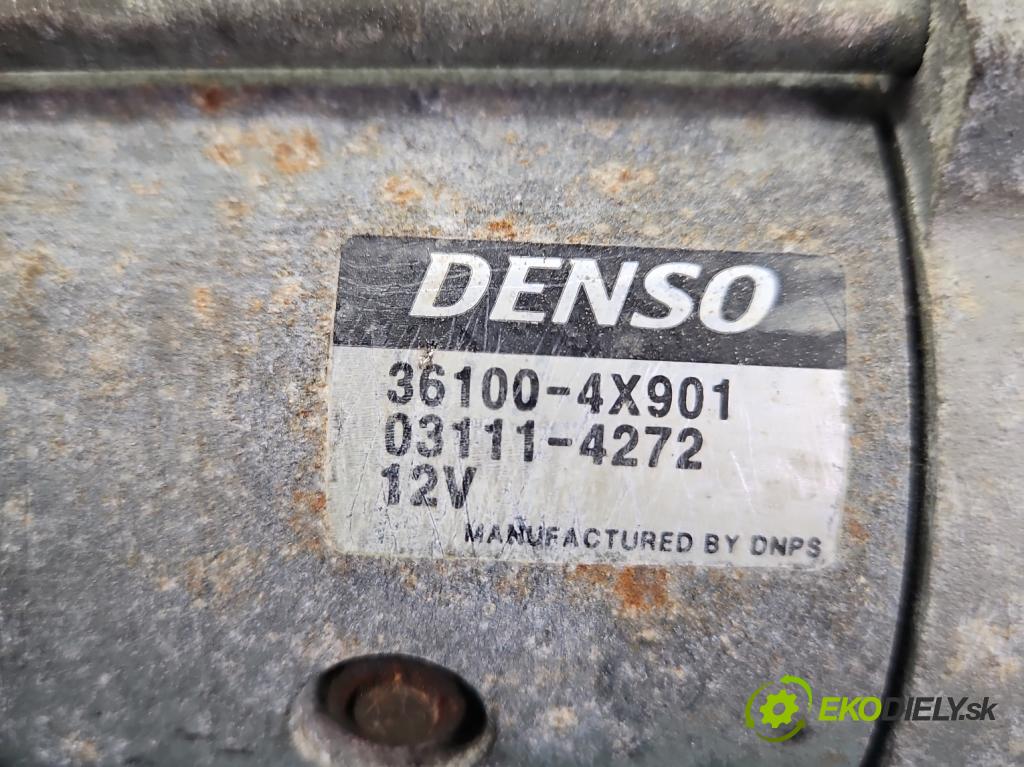 DENSO
36100-4X901
03111-4272
12V
MANUFACTURED BY DNPS
EKODIELY.sk